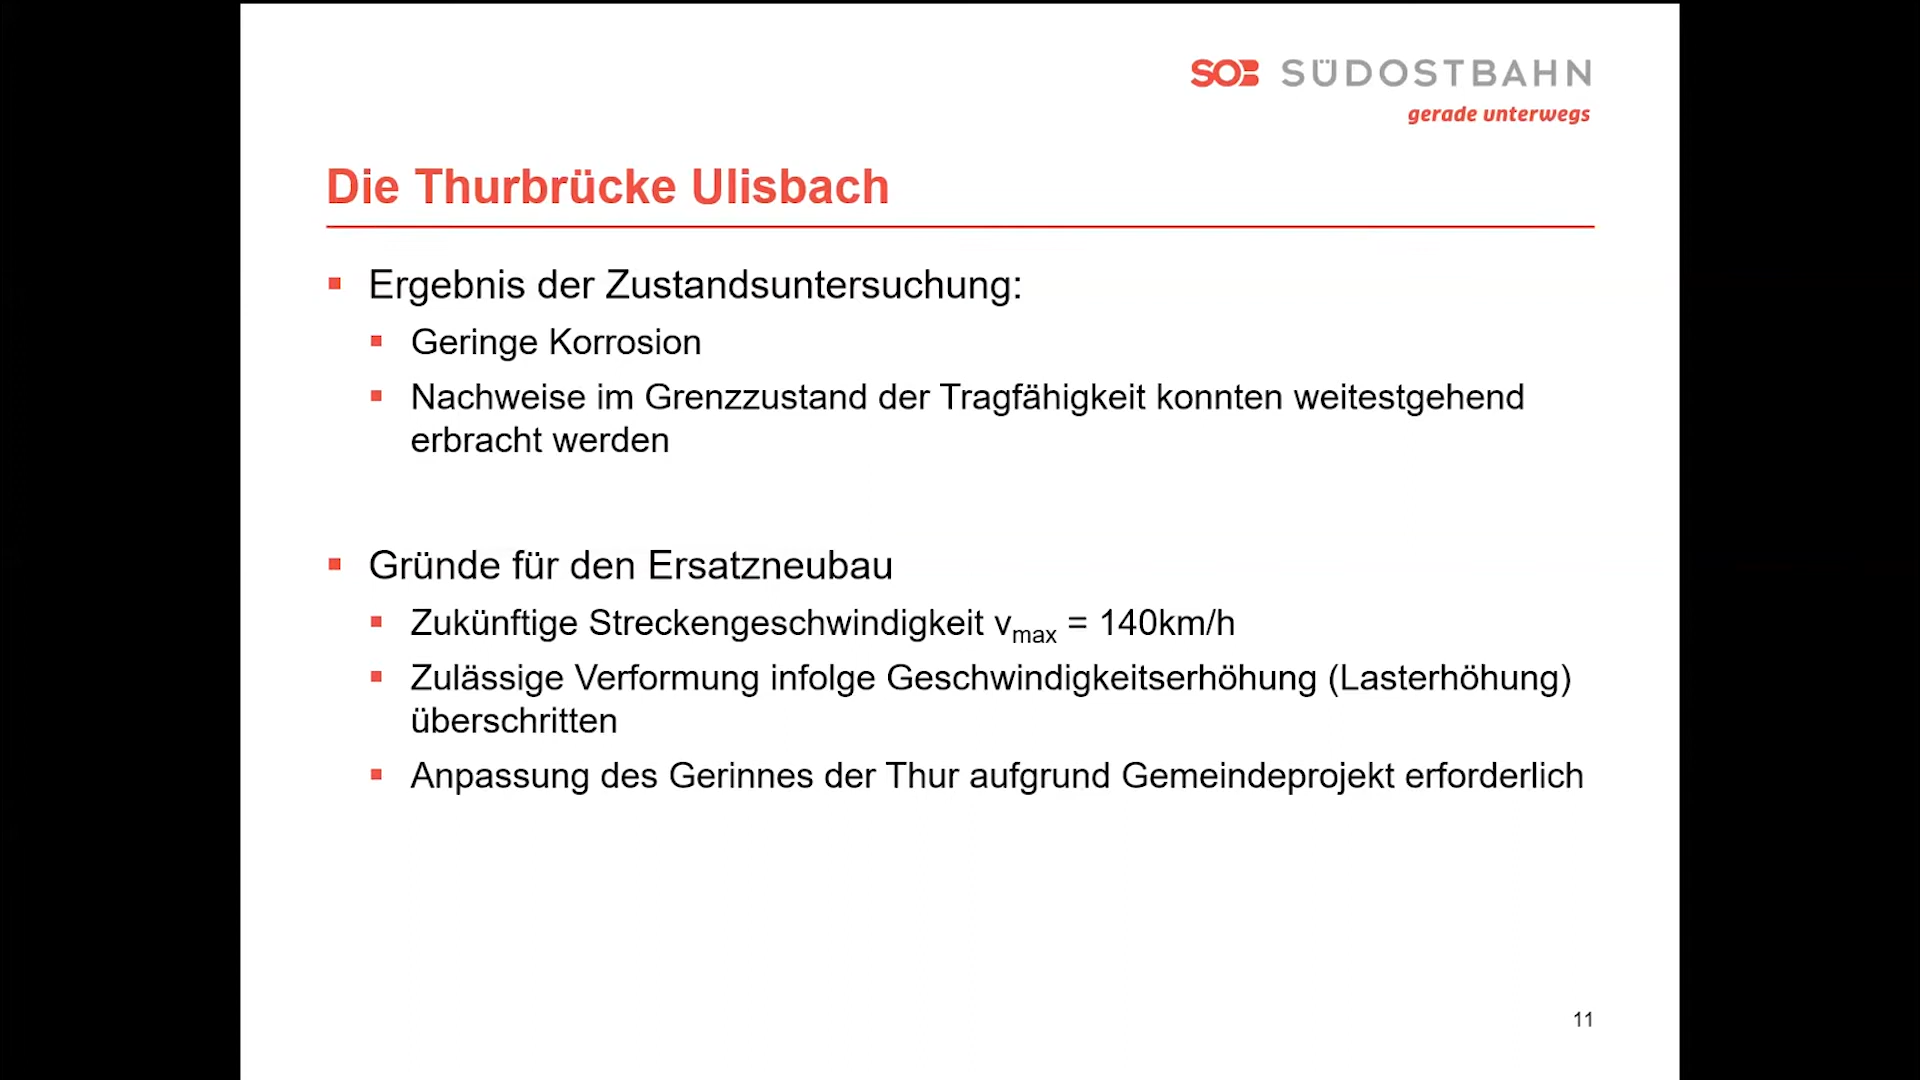 SOB SÜDOSTBAHN
gerade unterwegs
Die Thurbrücke Ulisbach
Ergebnis der Zustandsuntersuchung:
Geringe Korrosion
Nachweise im Grenzzustand der Tragfähigkeit konnten weitestgehend
erbracht werden
Gründe für den Ersatzneubau
Zukünftige Streckengeschwindigkeit vmax = 140km/h
Zulässige Verformung infolge Geschwindigkeitserhöhung (Lasterhöhung)
überschritten
Anpassung des Gerinnes der Thur aufgrund Gemeindeprojekt erforderlich
11